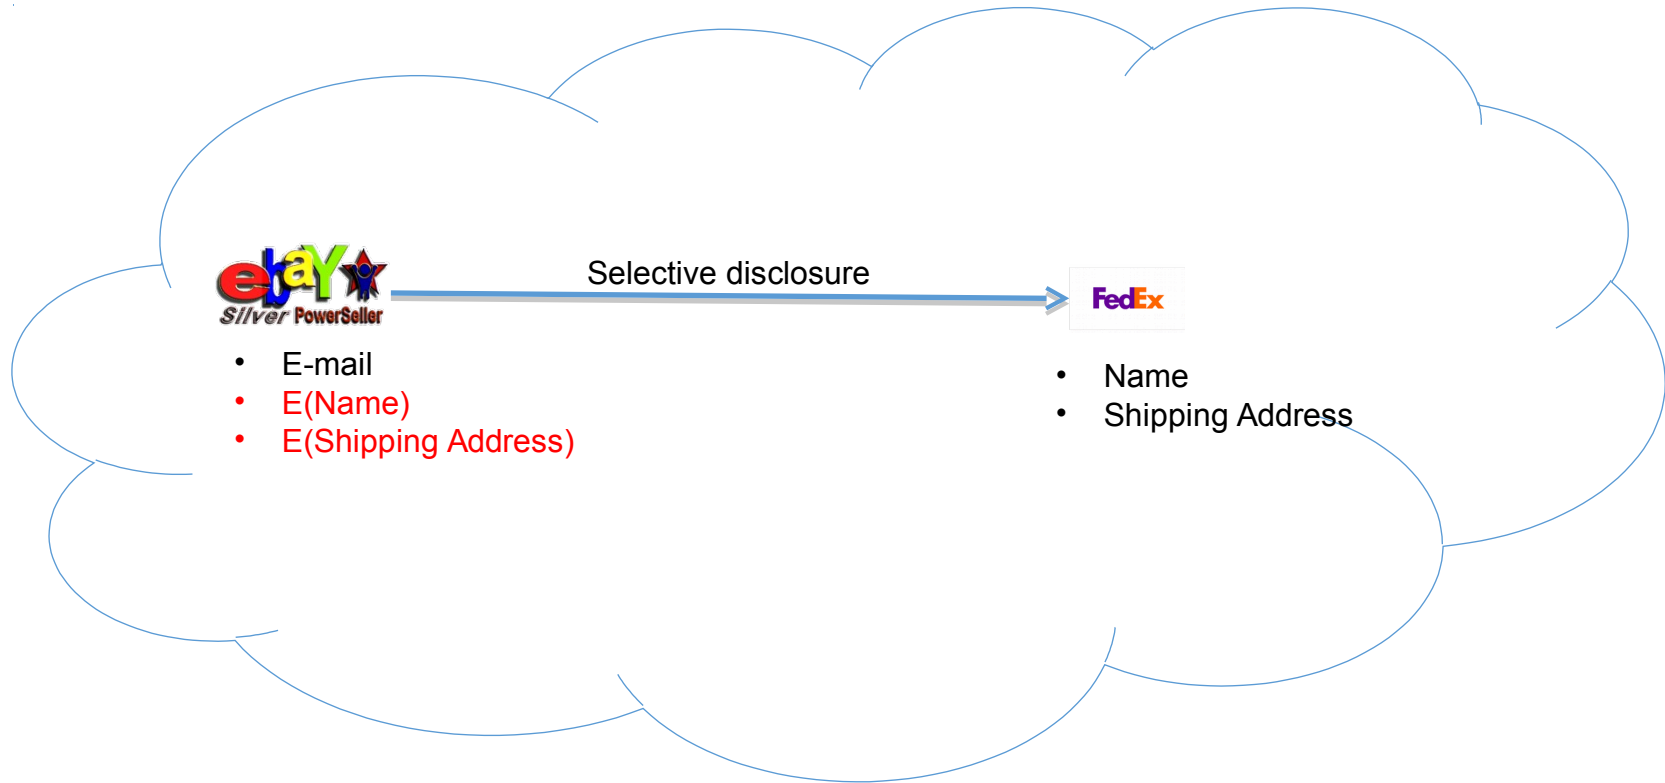 Selective disclosure
ebaY
Silver PowerSeller
FedEx
• E-mail
• E(Name)
• E(Shipping Address)
• Name
• Shipping Address